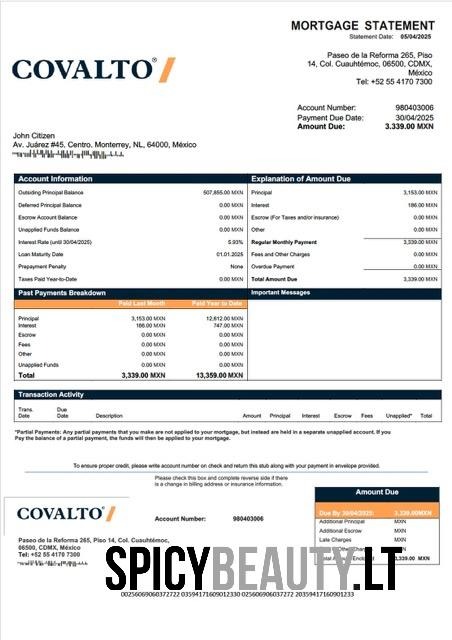 MORTGAGE STATEMENT
Statement Date: 05/04/2025
COVALTO®
Paseo de la Reforma 265, Piso
14, Col. Cuauhtémoc, 06500, CDMX,
México
Tel: +52 55 4170 7300
Account Number: 980403006
Payment Due Date: 30/04/2025
Amount Due: 3.339.00 MXN
John Citizen
Av. Juárez #45, Centro, Monterrey, NL, 64000, México
Account Information
Outsiding Principal Balance 507,855.00 MXN
Deferred Principal Balance 0.00 MXN
Escrow Account Balance 0.00 MXN
Unapplied Funds Balance 0.00 MXN
Interest Rate (until 30/04/2025) 5.93%
Loan Maturity Date 01.01.2025
Prepayment Penalty None
Taxes Paid Year-to-Date 0.00 MXN
Explanation of Amount Due
Principal 3,153.00 MXN
Interest 186.00 MXN
Escrow (For Taxes and/or insurance) 0.00 MXN
Other 0.00 MXN
Regular Monthly Payment 3,339.00 MXN
Fees and Other Charges 0.00 MXN
Overdue Payment 0.00 MXN
Total Amount Due 3,339.00 MXN
Past Payments Breakdown
Paid Last Month Paid Year to Date
Principal 3,153.00 MXN 12,612.00 MXN
Interest 186.00 MXN 747.00 MXN
Escrow 0.00 MXN 0.00 MXN
Fees 0.00 MXN 0.00 MXN
Other 0.00 MXN 0.00 MXN
Unapplied Funds 0.00 MXN 0.00 MXN
Total 3,339.00 MXN 13,359.00 MXN
Important Messages
Transaction Activity
Trans. Date Due Date Description Amount Principal Interest Escrow Fees Unapplied* Total
*Partial Payments: Any partial payments that you make are not applied to your mortgage, but instead are held in a separate unapplied account. If you
Pay the balance of a partial payment, the funds will then be applied to your mortgage.
To ensure proper credit, please write account number on check and return this stub along with your payment in envelope provided.
Please check this box and complete reverse side if there
is a change in billing address or insurance information.
COVALTO
Account Number: 980403006
Paseo de la Reforma 265, Piso 14, Col. Cuauhtémoc,
06500, CDMX, México
Tel: +52 55 4170 7300
Amount Due
Due By 30/04/2025: 3,339.00MXN
Additional Principal MXN
Additional Escrow MXN
Late Charges MXN
MXN
3,339.00 MXN
SPICYBEAUTY.LT